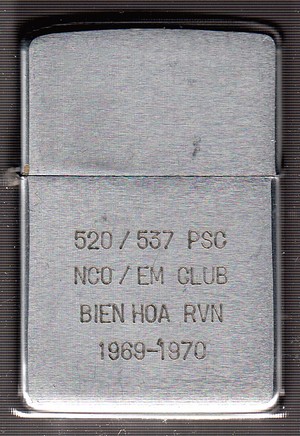 520/537 PSC
NCO/EM CLUB
BIEN HOA RVN
1969-1970